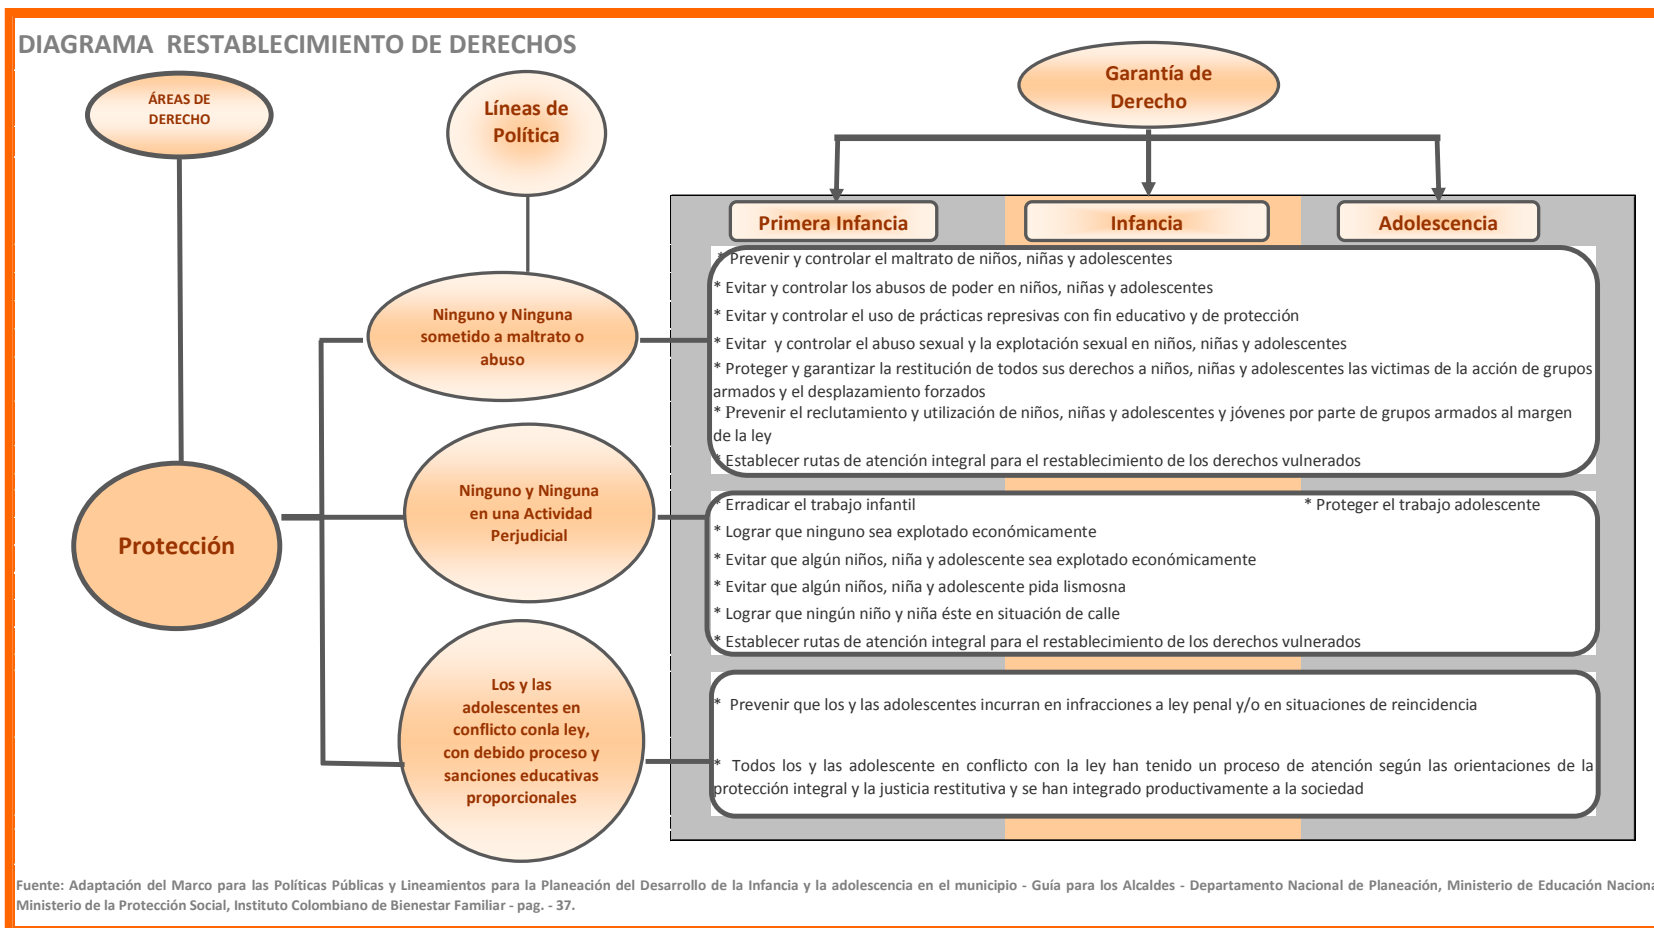 DIAGRAMA  RESTABLECIMIENTO DE DERECHOS
ÁREAS DE
DERECHO
Líneas de
Política
Garantía de
Derecho
Primera Infancia
Infancia
Adolescencia
Protección
Ninguno y Ninguna
sometido a maltrato o
abuso
* Prevenir y controlar el maltrato de niños, niñas y adolescentes
* Evitar y controlar los abusos de poder en niños, niñas y adolescentes
* Evitar y controlar el uso de prácticas represivas con fin educativo y de protección
* Evitar  y controlar el abuso sexual y la explotación sexual en niños, niñas y adolescentes
* Proteger y garantizar la restitución de todos sus derechos a niños, niñas y adolescentes las victimas de la acción de grupos
armados y el desplazamiento forzados
* Prevenir el reclutamiento y utilización de niños, niñas y adolescentes y jóvenes por parte de grupos armados al margen
de la ley
* Establecer rutas de atención integral para el restablecimiento de los derechos vulnerados
Ninguno y Ninguna
en una Actividad
Perjudicial
* Erradicar el trabajo infantil
* Proteger el trabajo adolescente
* Lograr que ninguno sea explotado económicamente
* Evitar que algún niños, niña y adolescente sea explotado económicamente
* Evitar que algún niños, niña y adolescente pida lismosna
* Lograr que ningún niño y niña éste en situación de calle
* Establecer rutas de atención integral para el restablecimiento de los derechos vulnerados
Los y las
adolescentes en
conflicto conla ley,
con debido proceso y
sanciones educativas
proporcionales
*  Prevenir que los y las adolescentes incurran en infracciones a ley penal y/o en situaciones de reincidencia
*  Todos los y las adolescente en conflicto con la ley han tenido un proceso de atención según las orientaciones de la
protección integral y la justicia restitutiva y se han integrado productivamente a la sociedad
Fuente: Adaptación del Marco para las Políticas Públicas y Lineamientos para la Planeación del Desarrollo de la Infancia y la adolescencia en el municipio - Guía para los Alcaldes - Departamento Nacional de Planeación, Ministerio de Educación Naciona
Ministerio de la Protección Social, Instituto Colombiano de Bienestar Familiar - pag. - 37.